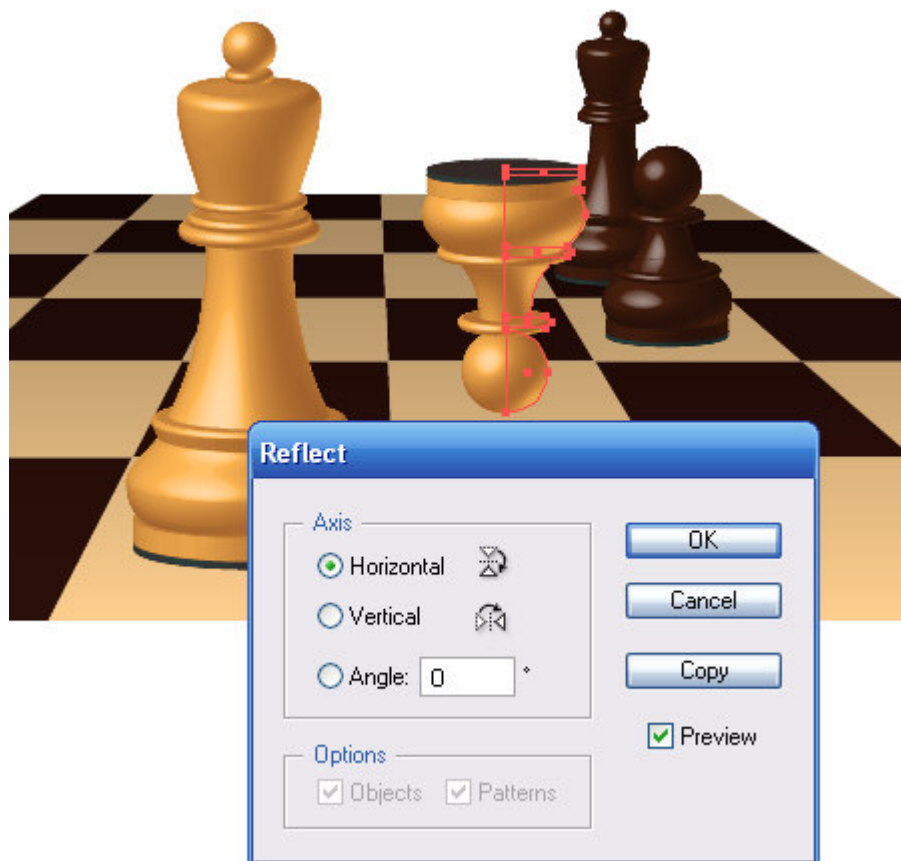 Reflect
Axis
Horizontal
OK
Vertical
Cancel
Angle: 0 °
Copy
Preview
Options
Objects Patterns